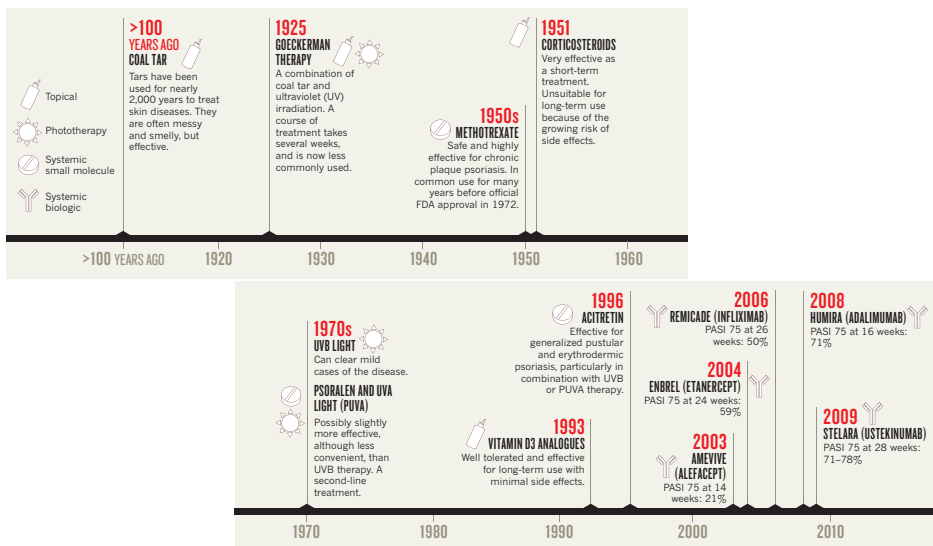 Topical
Phototherapy
Systemic
small molecule
Systemic
biologic
>100
YEARS AGO
COAL TAR
Tars have been
used for nearly
2,000 years to treat
skin diseases. They
are often messy
and smelly, but
effective.
1925
GOECKERMAN
THERAPY
A combination of
coal tar and
ultraviolet (UV)
irradiation. A
course of
treatment takes
several weeks,
and is now less
commonly used.
1950s
METHOTREXATE
Safe and highly
effective for chronic
plaque psoriasis. In
common use for many
years before official
FDA approval in 1972.
1951
CORTICOSTEROIDS
Very effective as
a short-term
treatment.
Unsuitable for
long-term use
because of the
growing risk of
side effects.
>100 YEARS AGO
1920
1930
1940
1950
1960
1970s
UVB LIGHT
Can clear mild
cases of the disease.
PSORALEN AND UVA
LIGHT (PUVA)
Possibly slightly
more effective,
although less
convenient, than
UVB therapy. A
second-line
treatment.
1993
VITAMIN D3 ANALOGUES
Well tolerated and effective
for long-term use with
minimal side effects.
1996
ACITRETIN
Effective for
generalized pustular
and erythrodermic
psoriasis, particularly in
combination with UVB
or PUVA therapy.
2003
AMEVIVE
(ALEFACEPT)
PASI 75 at 14
weeks: 21%
2004
ENBREL (ETANERCEPT)
PASI 75 at 24 weeks:
59%
2006
REMICADE (INFLIXIMAB)
PASI 75 at 26
weeks: 50%
2008
HUMIRA (ADALIMUMAB)
PASI 75 at 16 weeks:
71%
2009
STELARA (USTEKINUMAB)
PASI 75 at 28 weeks:
71–78%
1970
1980
1990
2000
2010